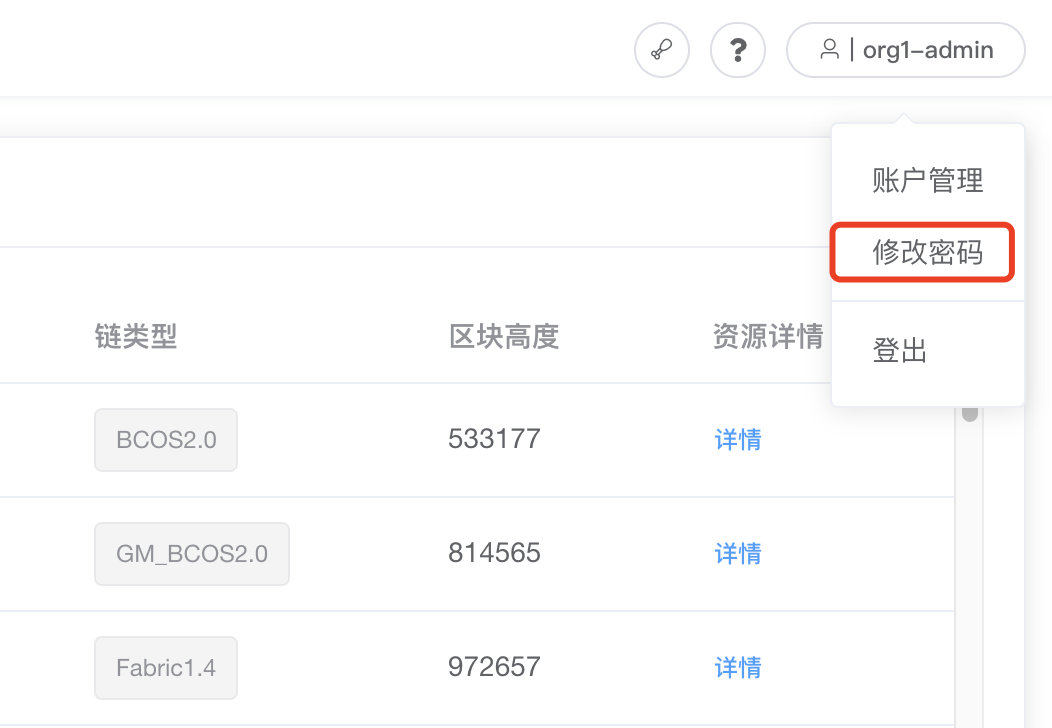 ? | org1-admin
账户管理
修改密码
登出
链类型 区块高度 资源详情
BCOS2.0 533177 详情
GM_BCOS2.0 814565 详情
Fabric1.4 972657 详情